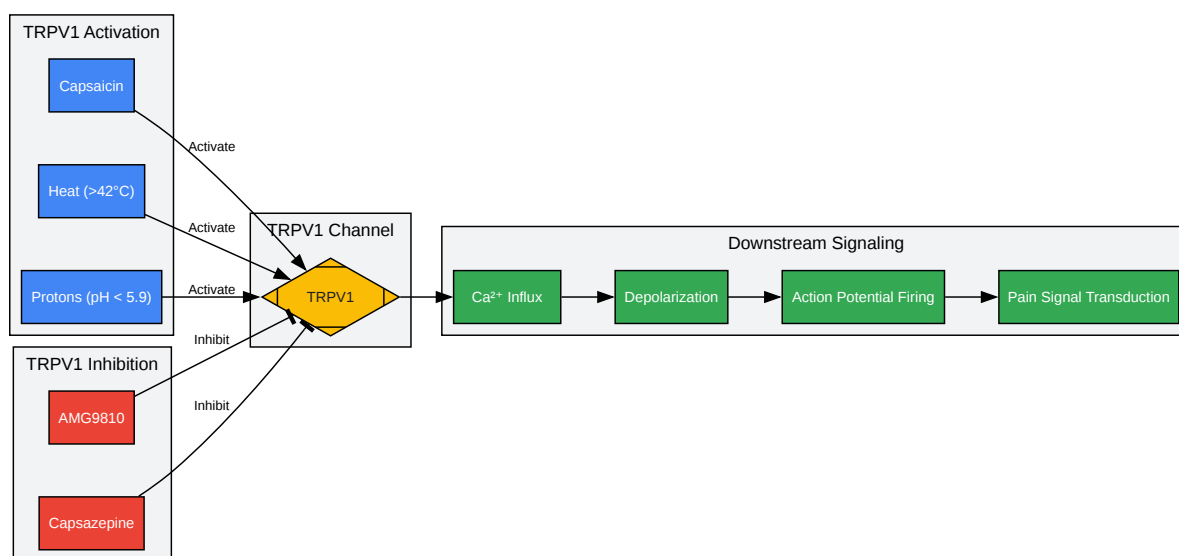 TRPV1 Activation
Capsaicin
Activate
Heat (>42°C)
Activate
Protons (pH < 5.9)
Activate
TRPV1 Channel
TRPV1
Downstream Signaling
Ca²⁺ Influx
Depolarization
Action Potential Firing
Pain Signal Transduction
TRPV1 Inhibition
Inhibit
AMG9810
Inhibit
Capsazepine